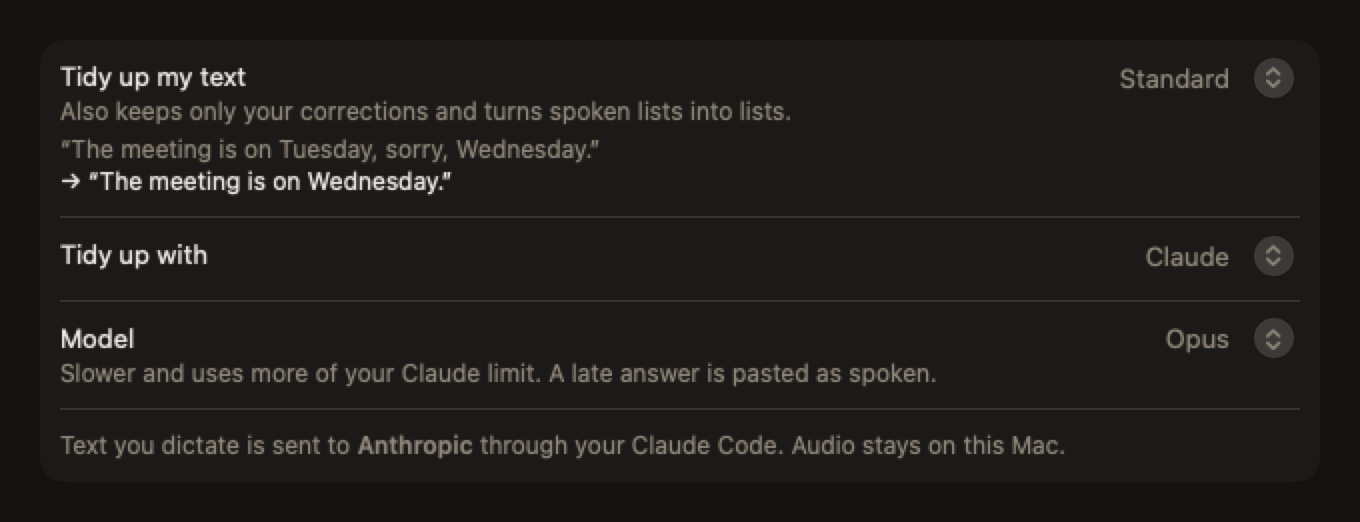 Tidy up my text
Standard
Also keeps only your corrections and turns spoken lists into lists.
“The meeting is on Tuesday, sorry, Wednesday.”
→ “The meeting is on Wednesday.”
Tidy up with
Claude
Model
Opus
Slower and uses more of your Claude limit. A late answer is pasted as spoken.
Text you dictate is sent to Anthropic through your Claude Code. Audio stays on this Mac.